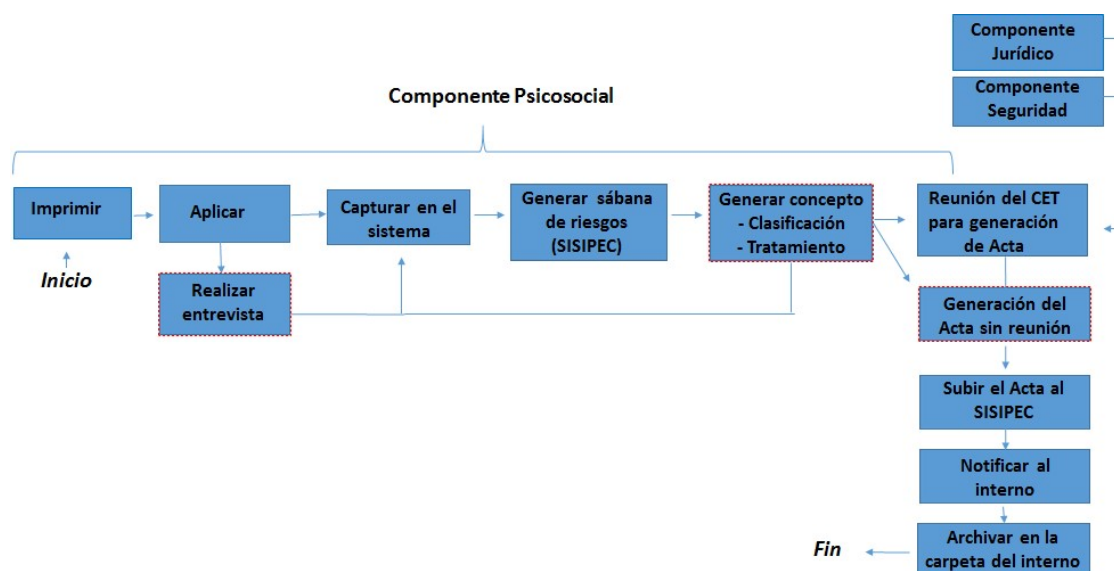 Componente
Jurídico
Componente
Seguridad
Componente Psicosocial
Imprimir
Aplicar
Capturar en el
sistema
Generar sábana
de riesgos
(SISIPEC)
Generar concepto
- Clasificación
- Tratamiento
Reunión del CET
para generación
de Acta
Inicio
Realizar
entrevista
Generación del
Acta sin reunión
Subir el Acta al
SISIPEC
Notificar al
interno
Archivar en la
carpeta del interno
Fin